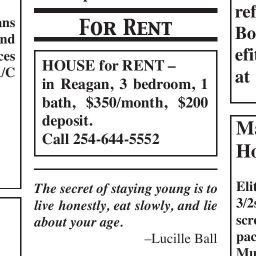 ans
nd
ces
/C
FOR RENT
HOUSE for RENT –
in Reagan, 3 bedroom, 1
bath, $350/month, $200
deposit.
Call 254-644-5552
The secret of staying young is to
live honestly, eat slowly, and lie
about your age.
–Lucille Ball
ref
Bo
efit
at
Ma
Ho
Elit
3/2
scr
pac
Mu